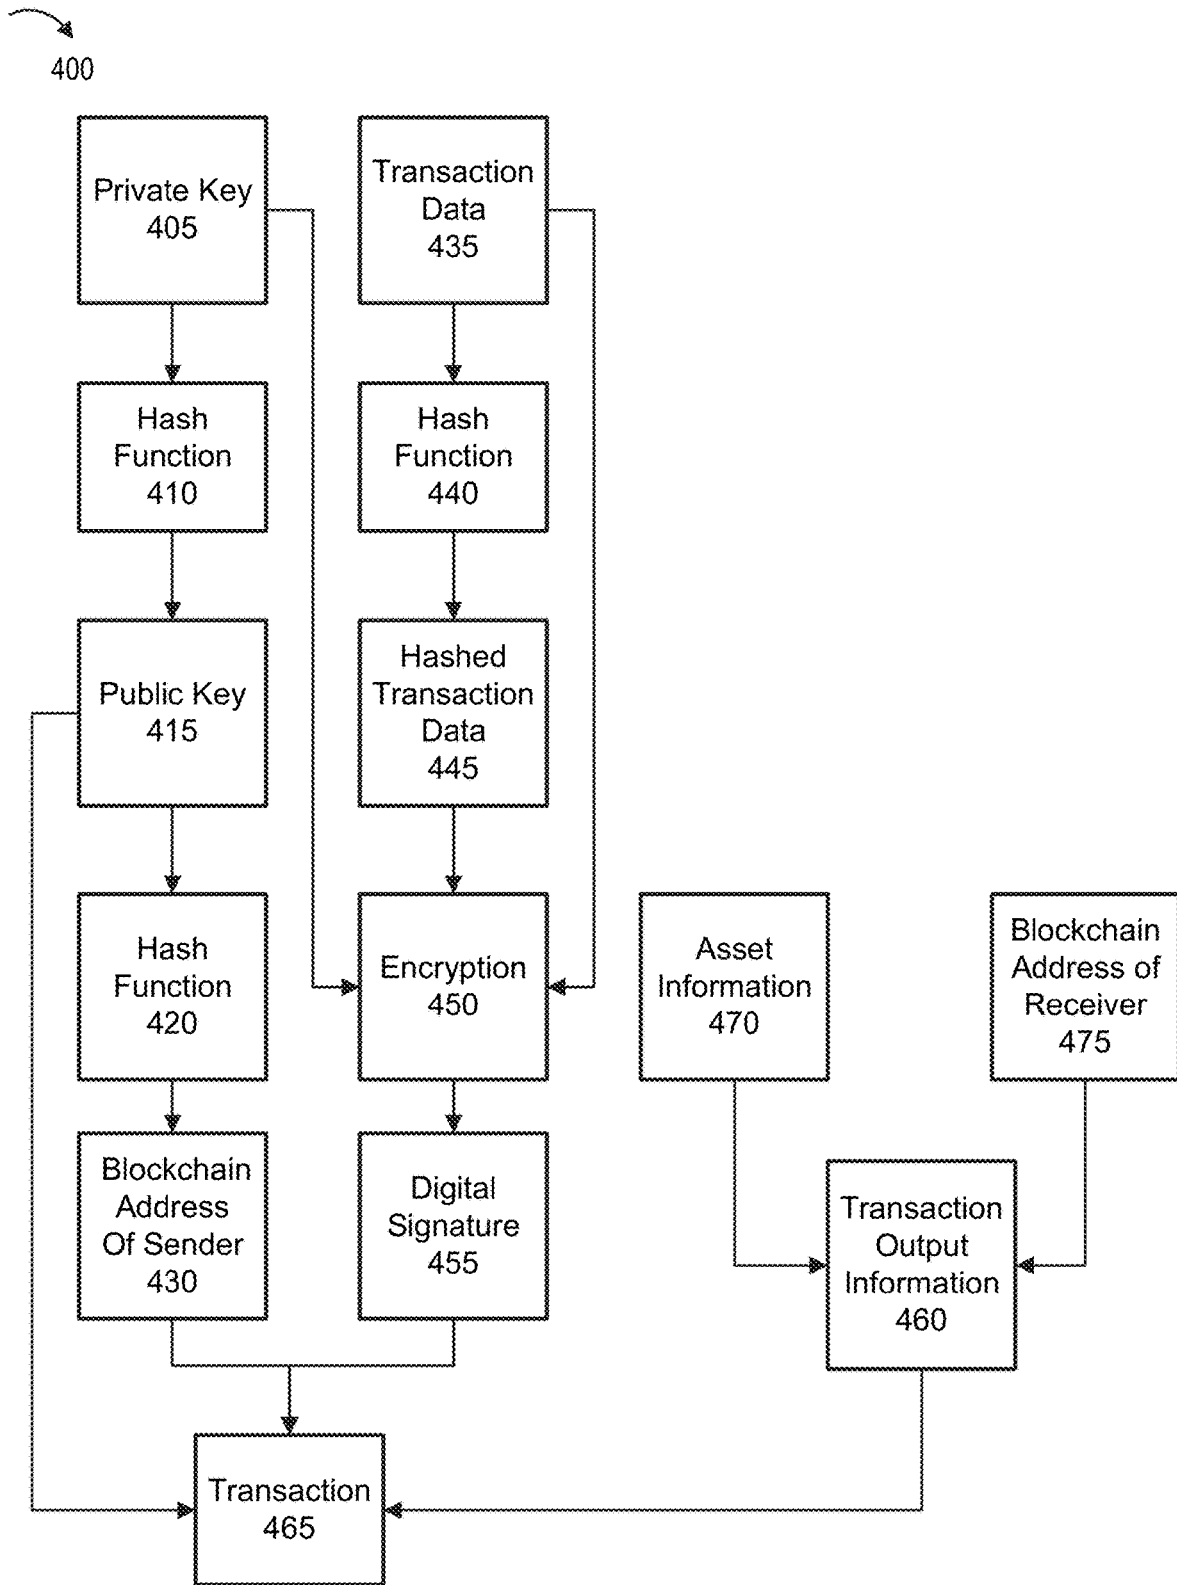 400
Private Key
405
Transaction
Data
435
Hash
Function
410
Hash
Function
440
Public Key
415
Hashed
Transaction
Data
445
Hash
Function
420
Encryption
450
Asset
Information
470
Blockchain
Address of
Receiver
475
Blockchain
Address
Of Sender
430
Digital
Signature
455
Transaction
Output
Information
460
Transaction
465